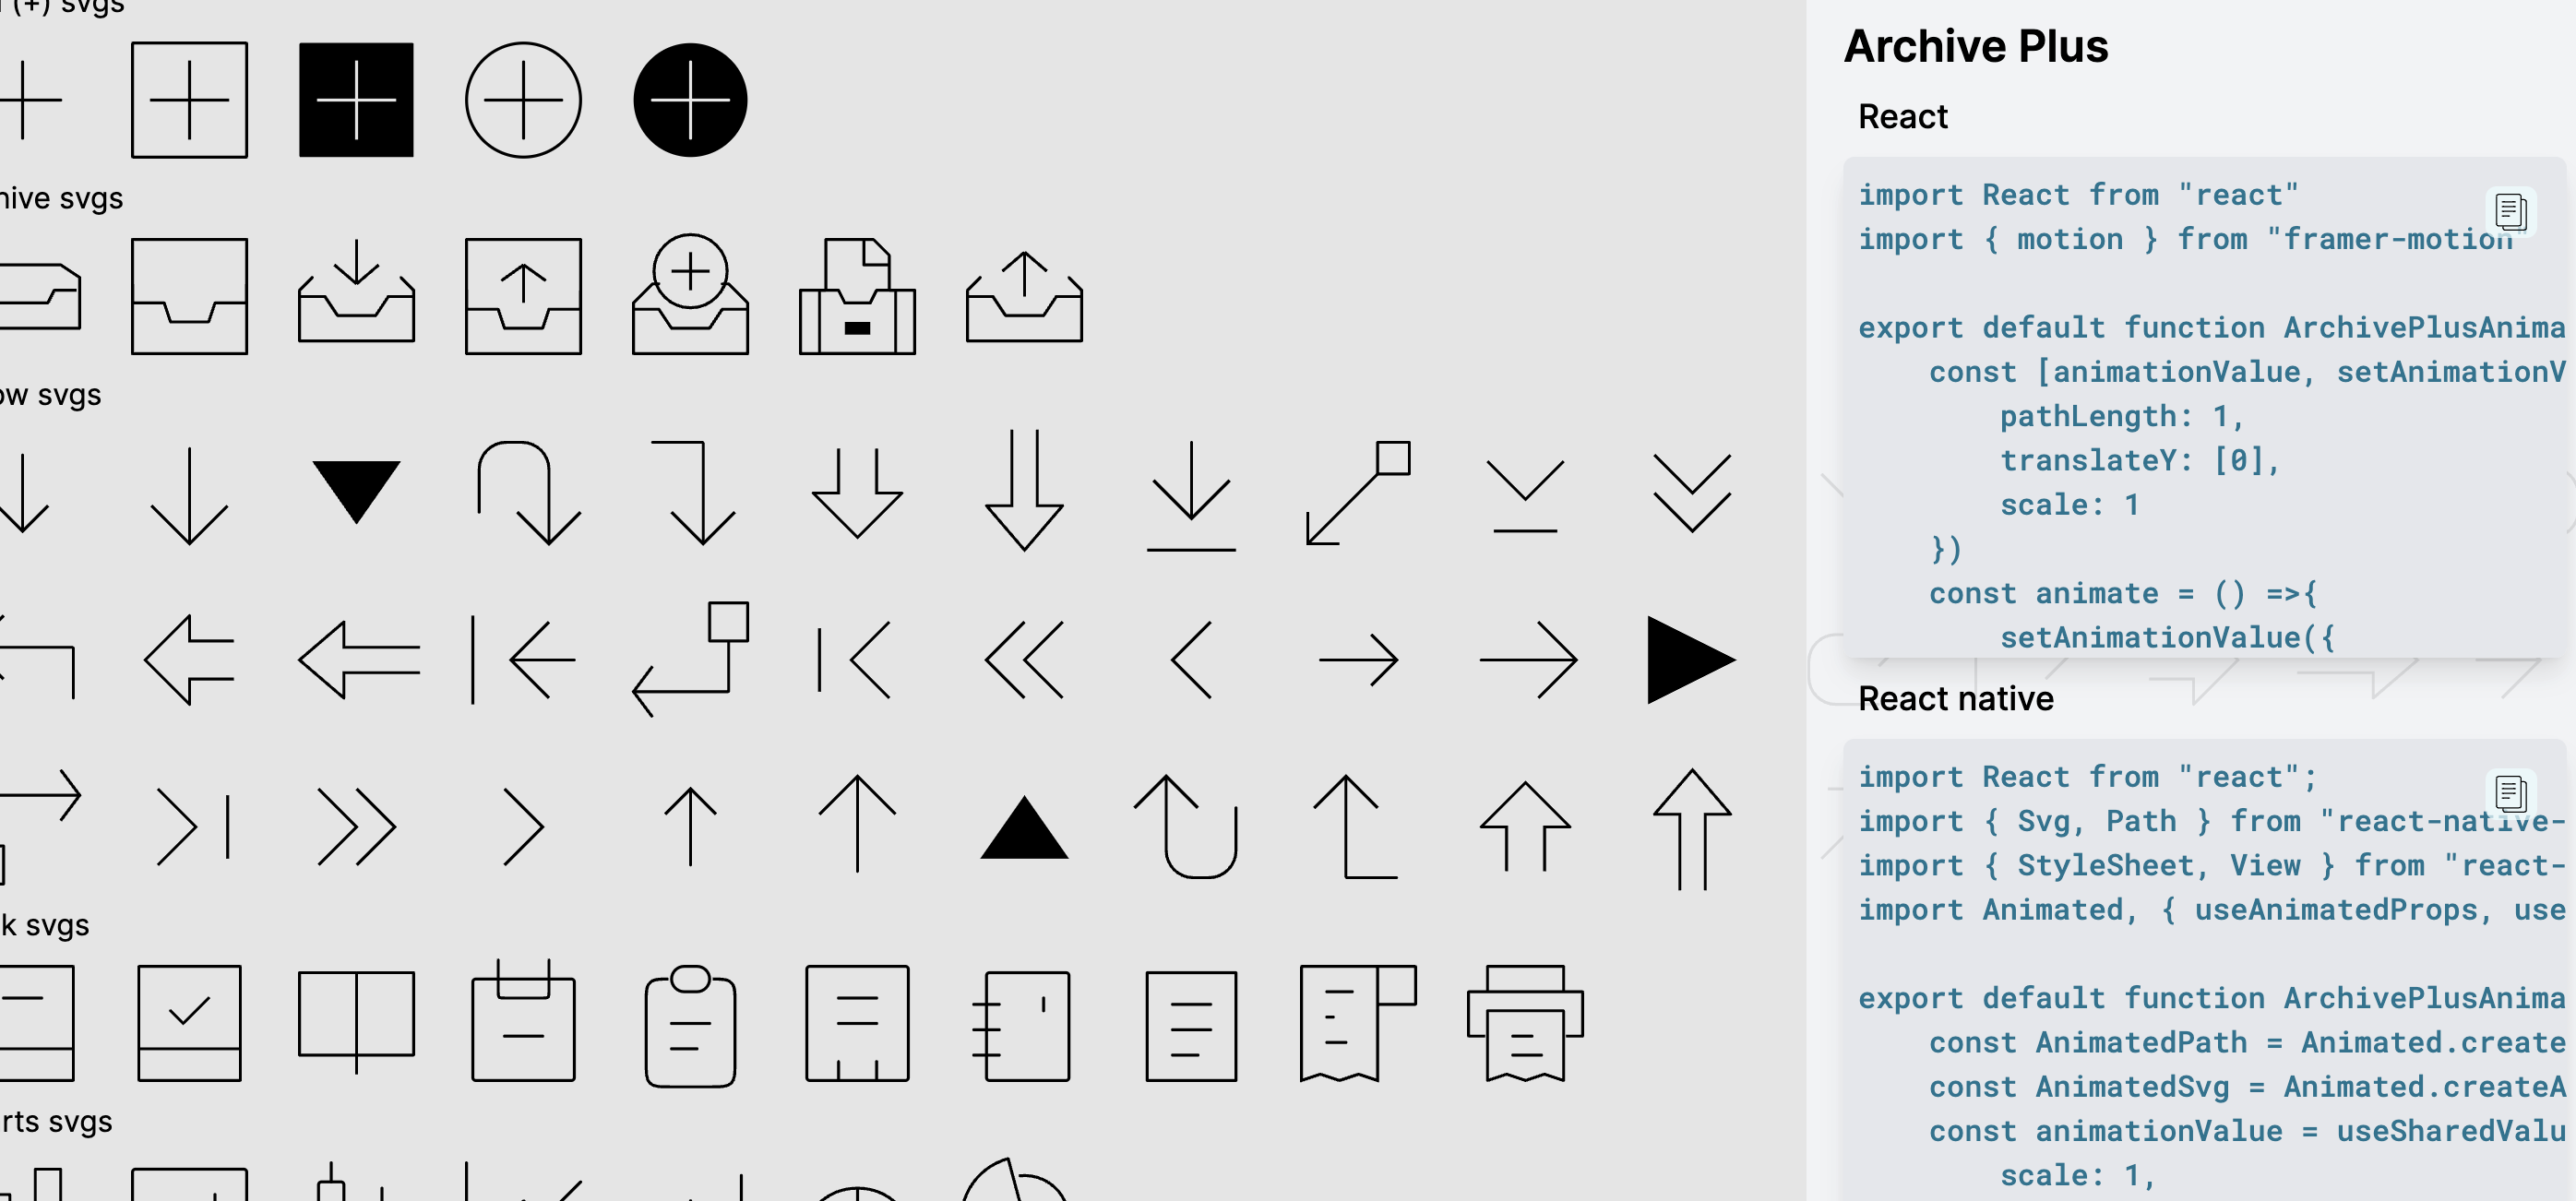 (+) svgs
hive svgs
ow svgs
k svgs
rts svgs
Archive Plus
React
import React from "react"
import { motion } from "framer-motion"
export default function ArchivePlusAnima
const [animationValue, setAnimationV
pathLength: 1,
translateY: [0],
scale: 1
})
const animate = () =>{
setAnimationValue({
React native
import React from "react";
import { Svg, Path } from "react-native-
import { StyleSheet, View } from "react-
import Animated, { useAnimatedProps, use
export default function ArchivePlusAnima
const AnimatedPath = Animated.create
const AnimatedSvg = Animated.createA
const animationValue = useSharedValu
scale: 1,